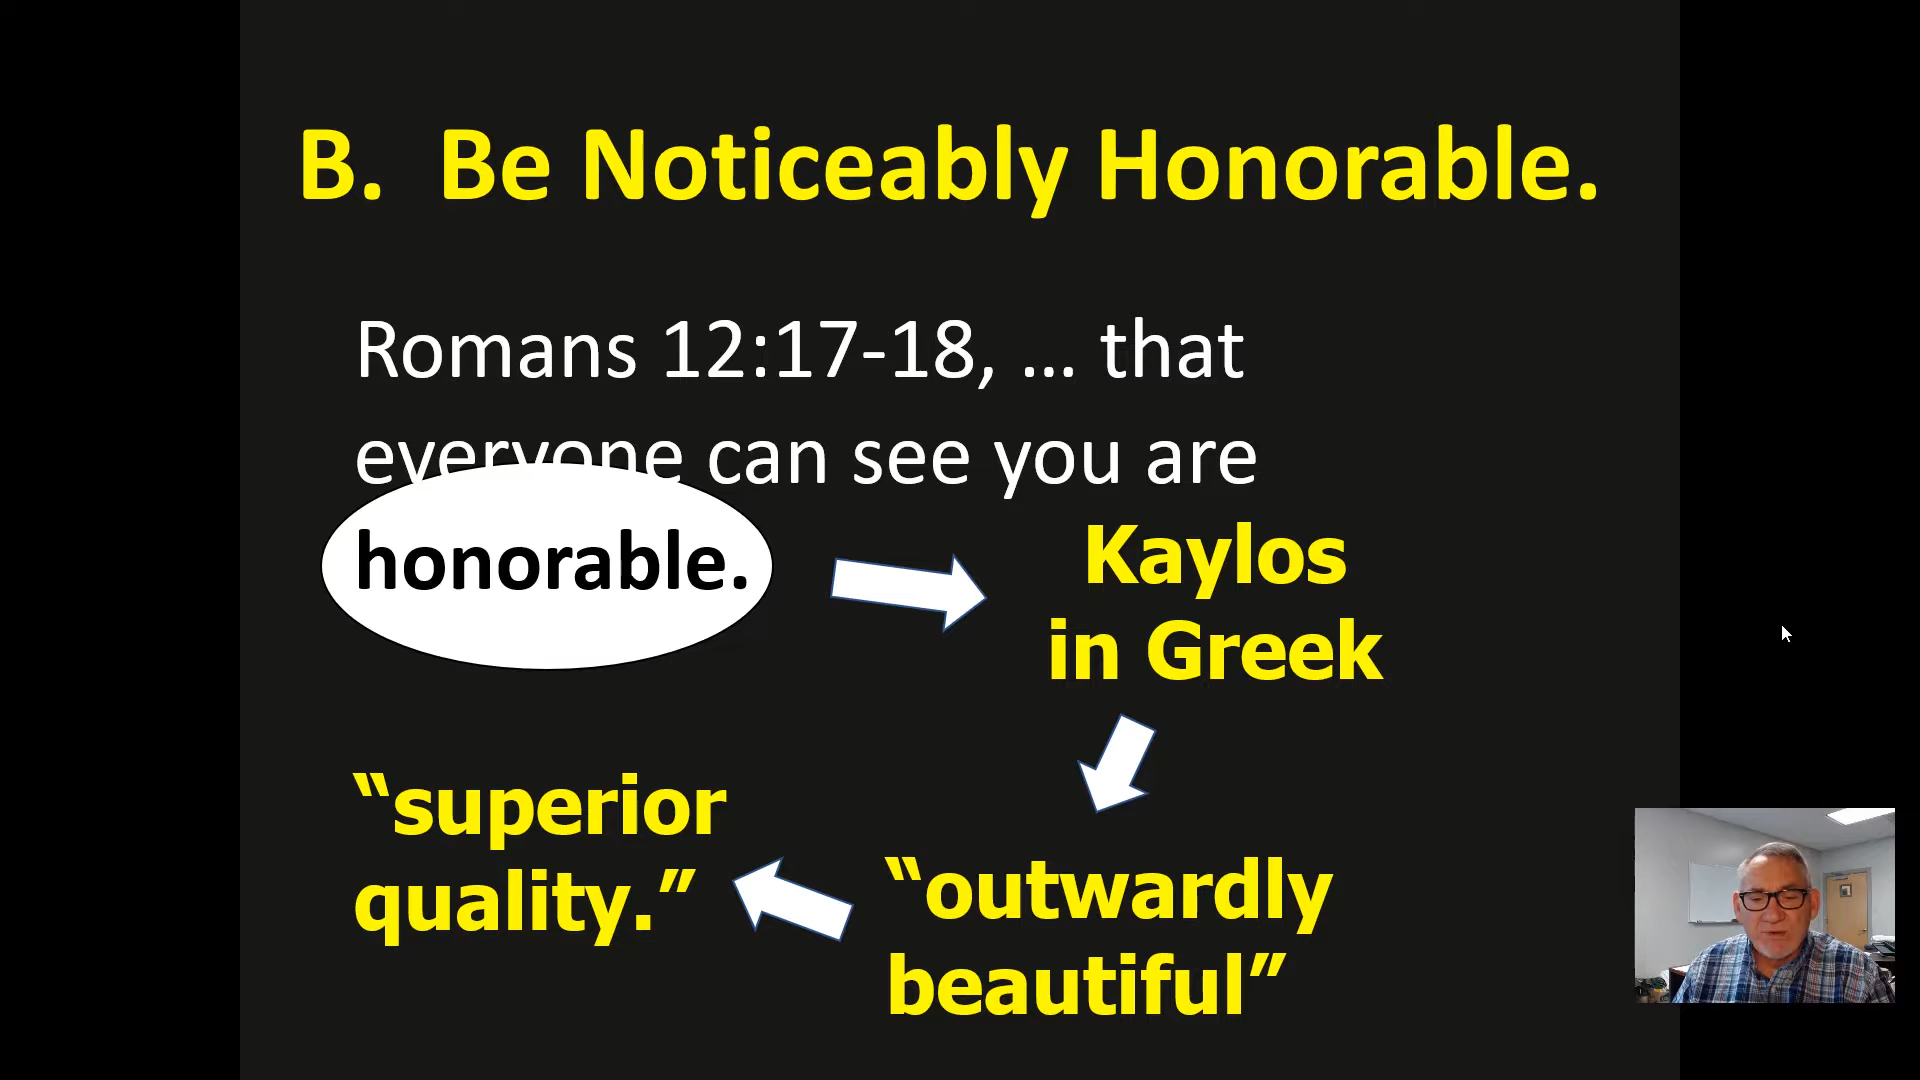 B. Be Noticeably Honorable.
Romans 12:17-18, ... that
everyone can see you are
honorable.
Kaylos
in Greek
“outwardly
beautiful”
“superior
quality.”